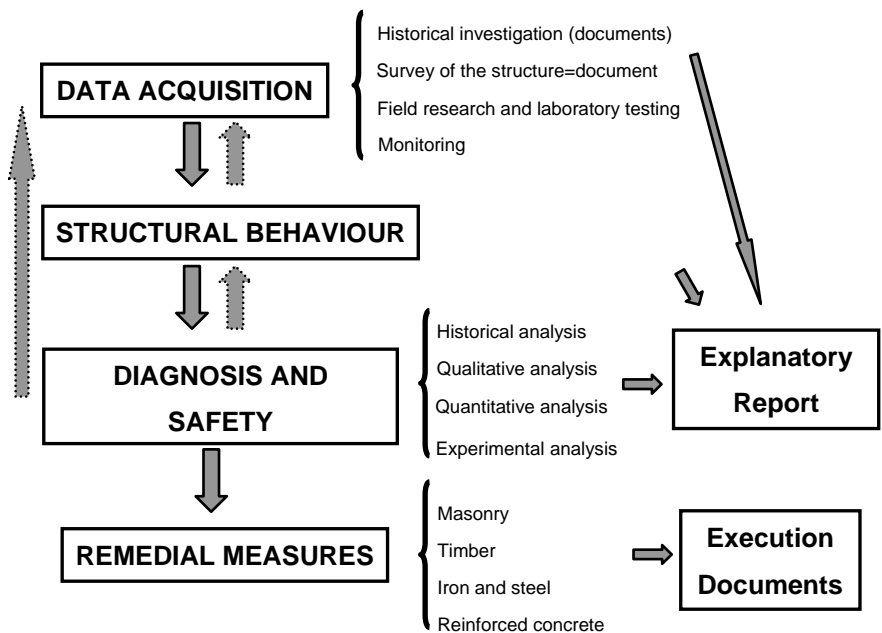 DATA ACQUISITION
Historical investigation (documents)
Survey of the structure=document
Field research and laboratory testing
Monitoring
STRUCTURAL BEHAVIOUR
DIAGNOSIS AND
SAFETY
Historical analysis
Qualitative analysis
Quantitative analysis
Experimental analysis
Explanatory
Report
REMEDIAL MEASURES
Masonry
Timber
Iron and steel
Reinforced concrete
Execution
Documents